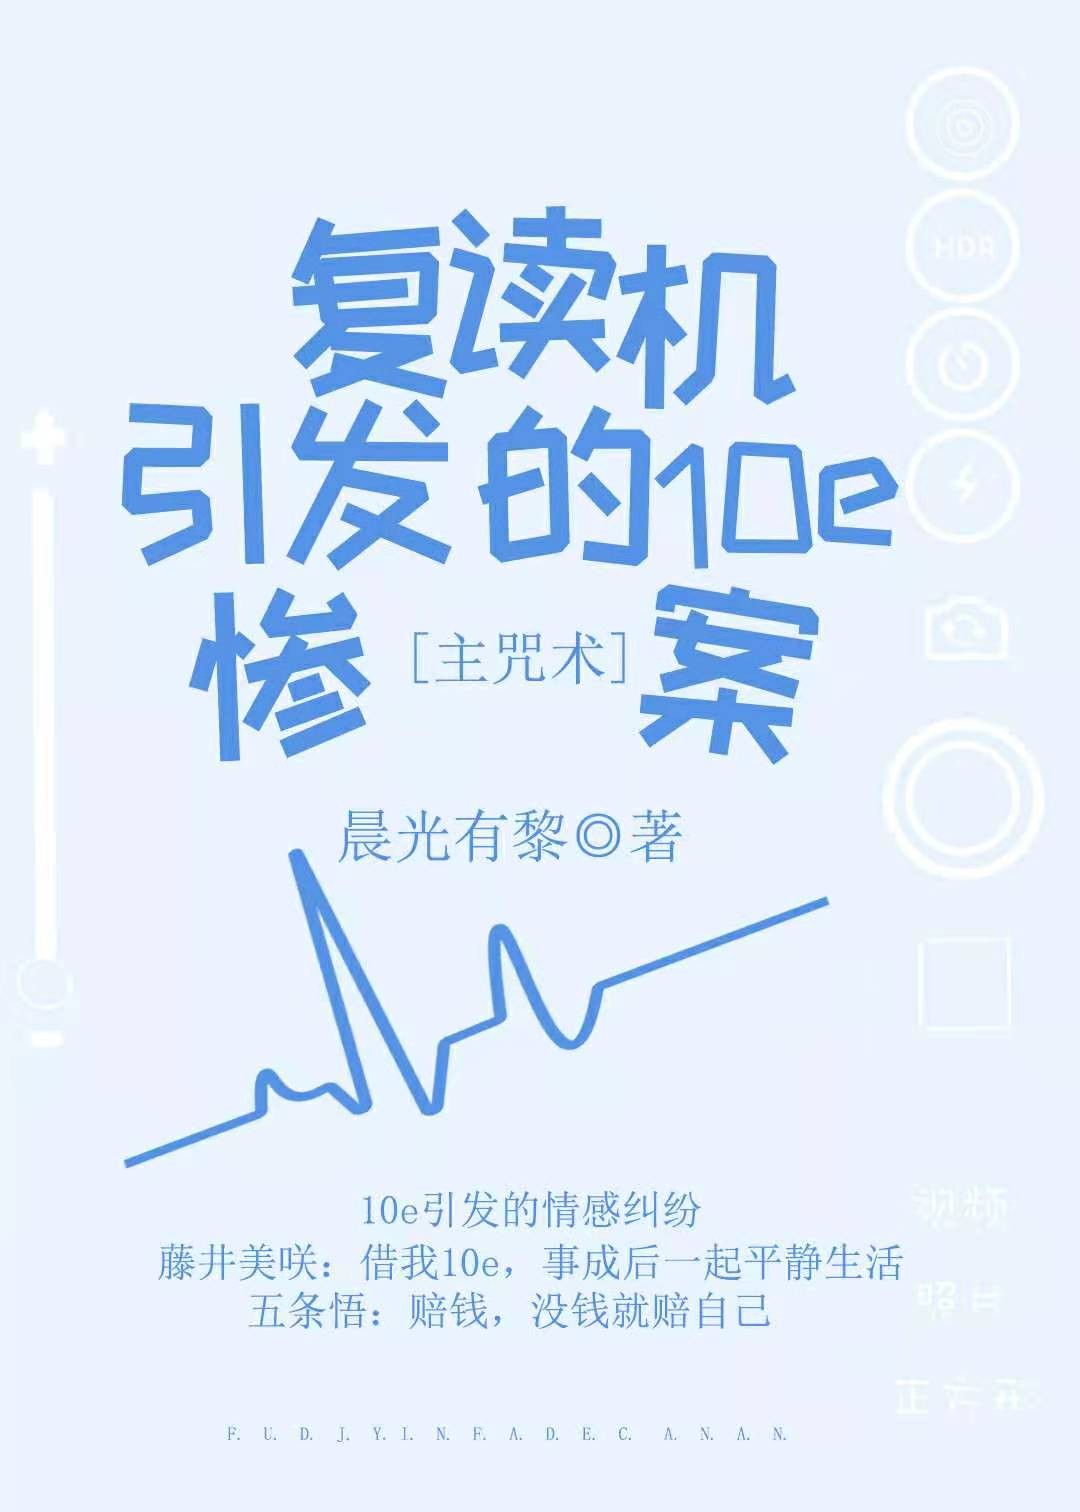 复读机
引发的10e
惨[主咒术]案
晨光有黎◎著
10e引发的情感纠纷
藤井美咲：借我10e，事成后一起平静生活
五条悟：赔钱，没钱就赔自己
F. U. D. J. Y. I. N. F. A. D. E. C. A. N. A. N.
HDR
视频
照片
正方形